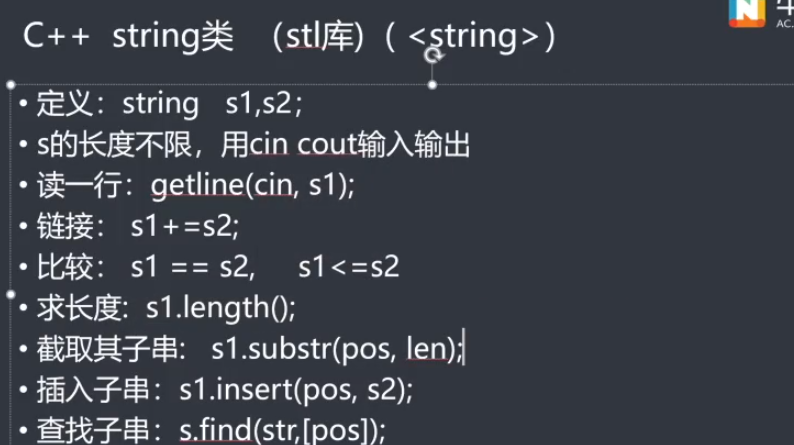 C++ string类 （stl库）( <string>)
• 定义：string s1,s2;
• s的长度不限，用cin cout输入输出
• 读一行：getline(cin, s1);
• 链接： s1+=s2;
• 比较： s1 == s2, s1<=s2
• 求长度: s1.length();
• 截取其子串: s1.substr(pos, len);
• 插入子串：s1.insert(pos, s2);
• 查找子串：s.find(str,[pos]);